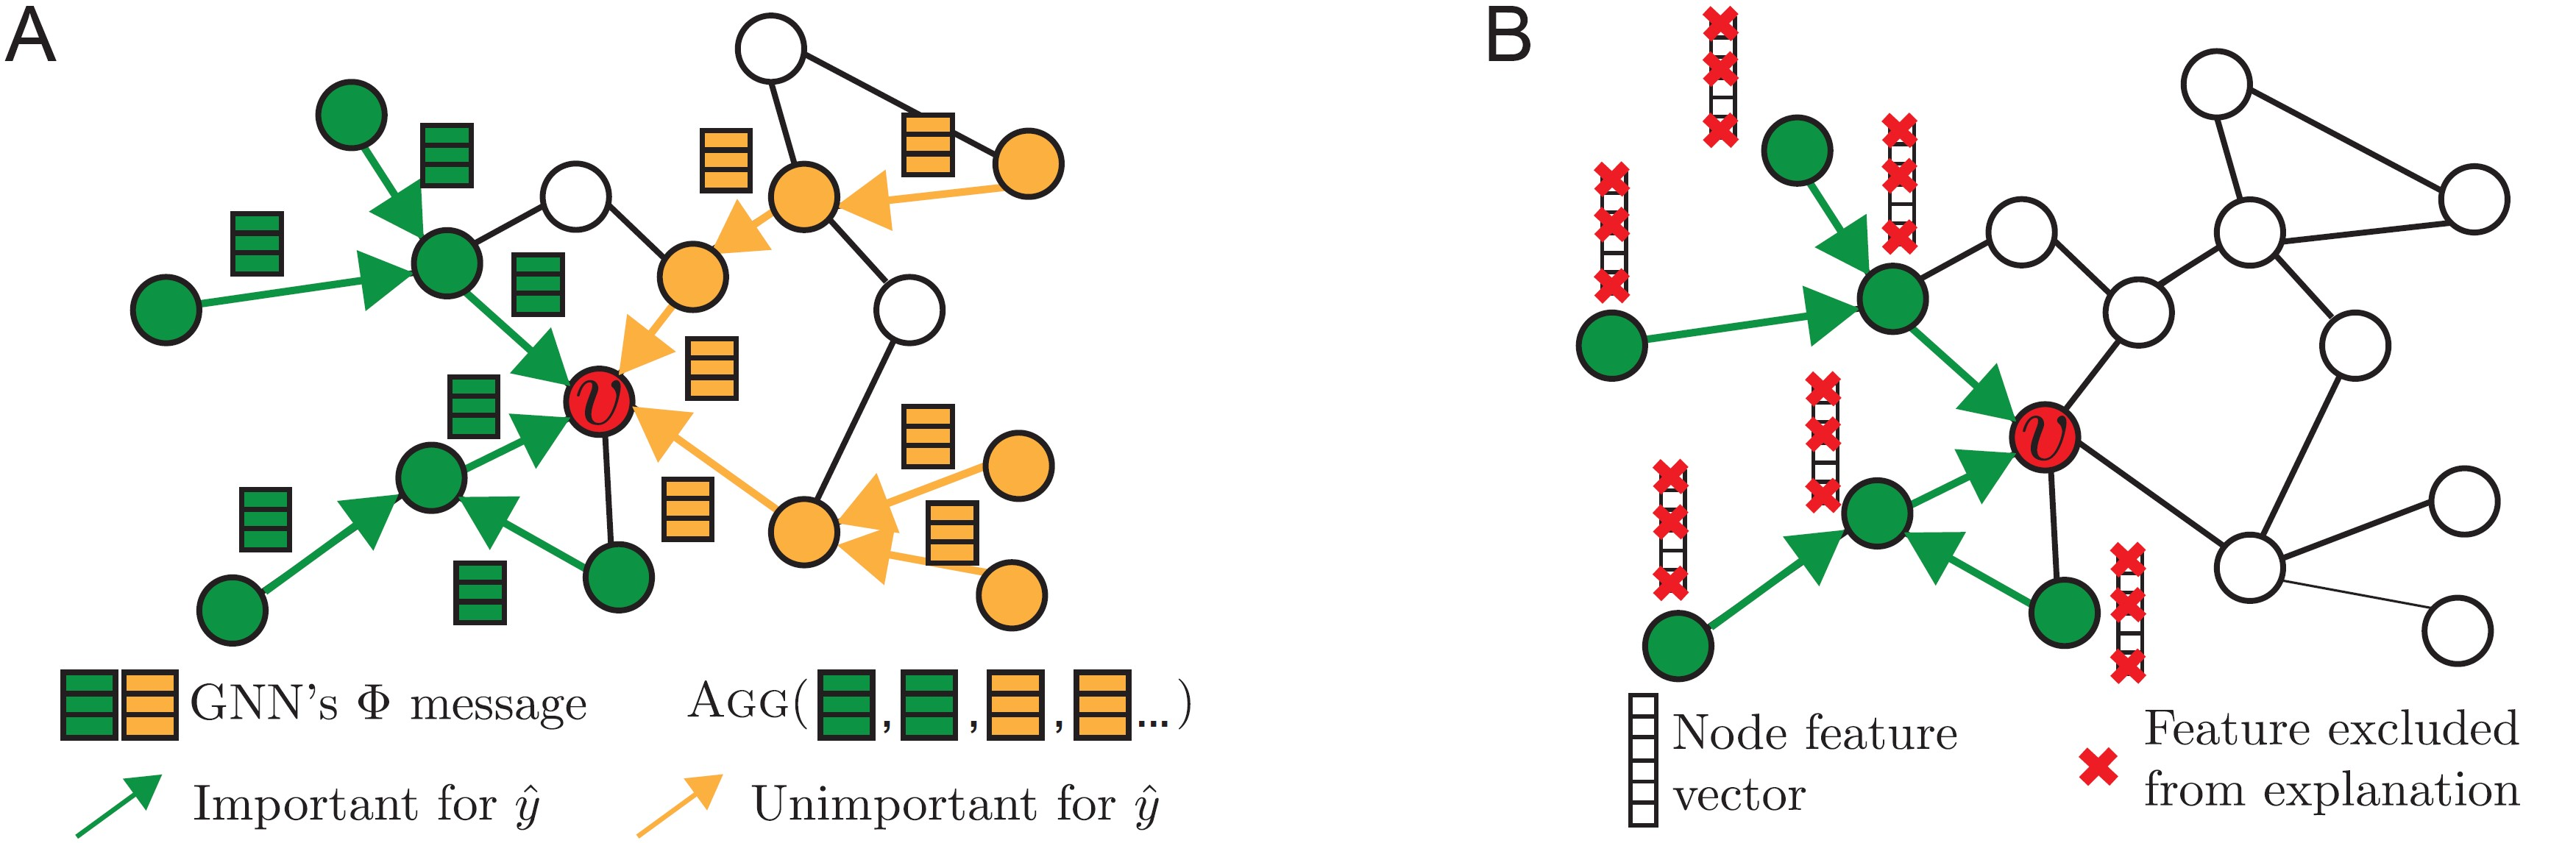 A
B
v
v
GNN's Φ message
AGG( , , , ... )
Important for ŷ
Unimportant for ŷ
Node feature
vector
Feature excluded
from explanation